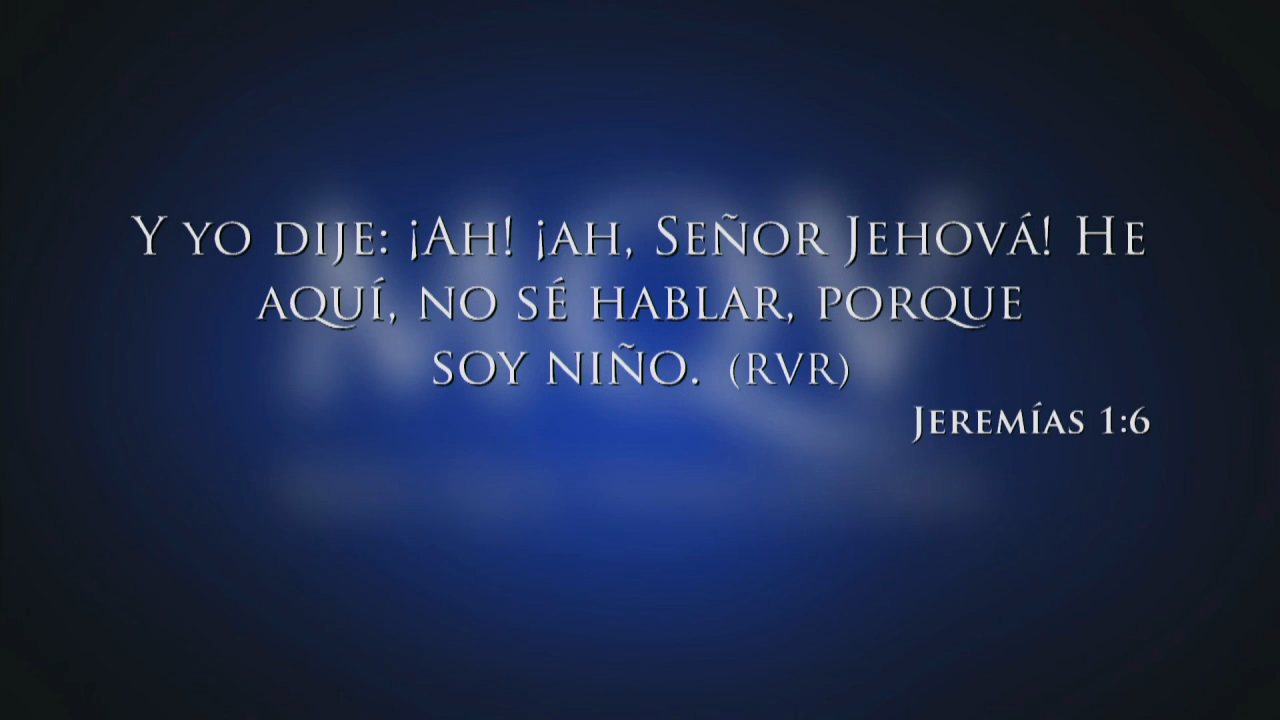 Y yo dije: ¡Ah! ¡ah, Señor Jehová! He
aquí, no sé hablar, porque
soy niño. (RVR)
Jeremías 1:6